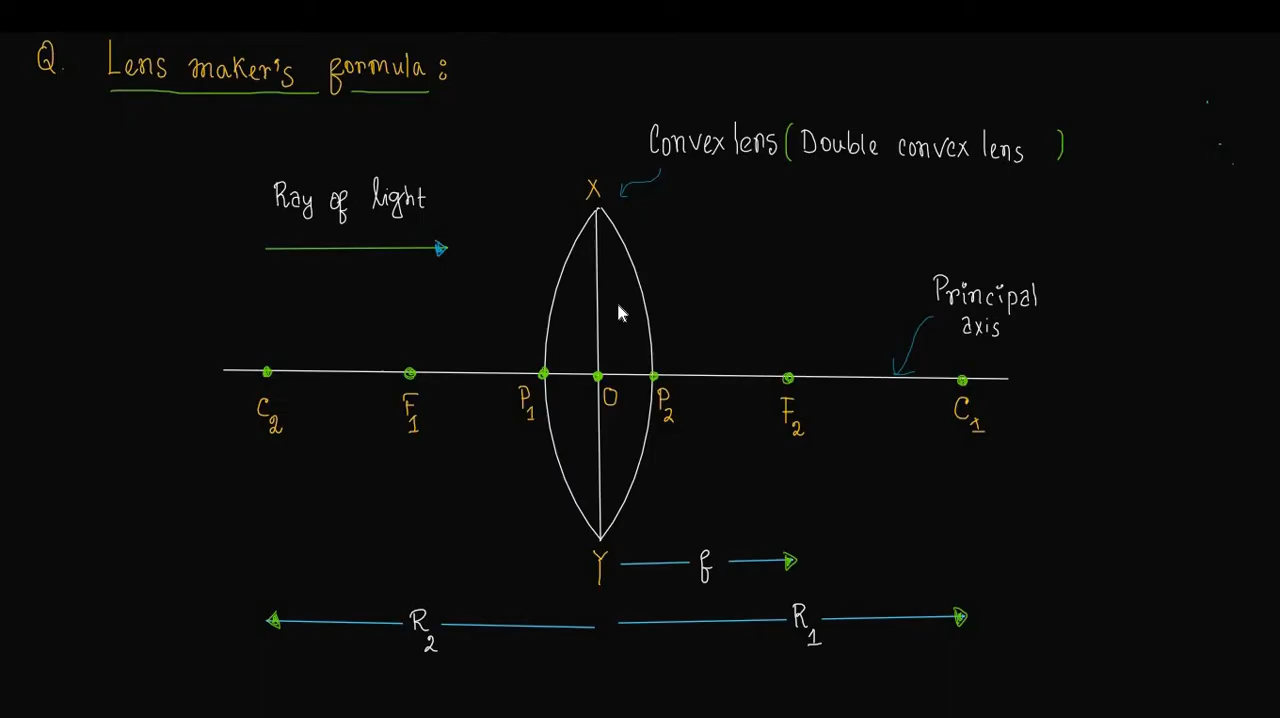 Q. Lens maker's formula:
Convex lens (Double convex lens )
X
Ray of light
Principal
axis
P1 O P2
C2 F1 F2 C1
Y f
R2 R1